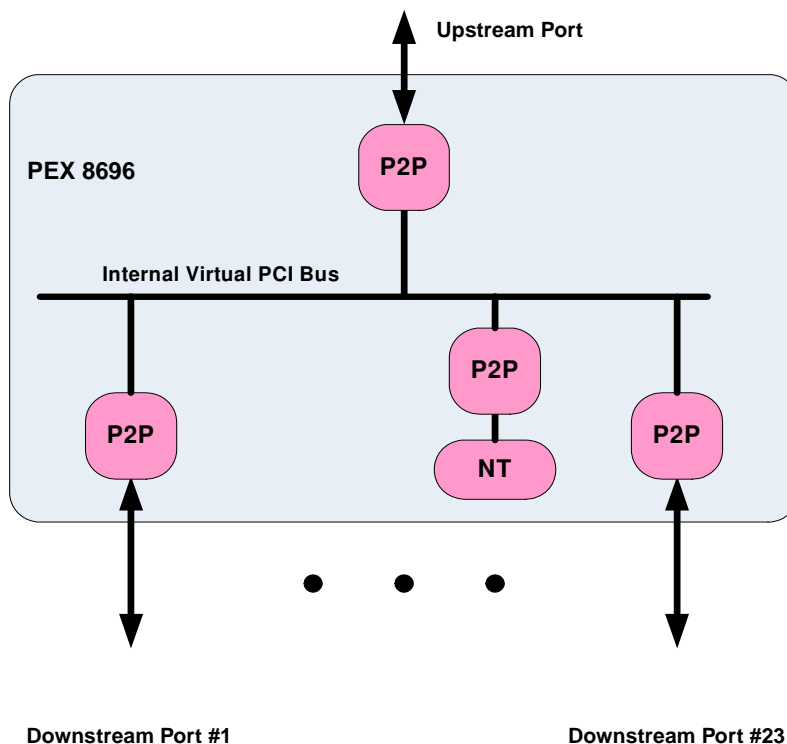 Upstream Port
P2P
PEX 8696
Internal Virtual PCI Bus
P2P
P2P
P2P
NT
Downstream Port #1
Downstream Port #23